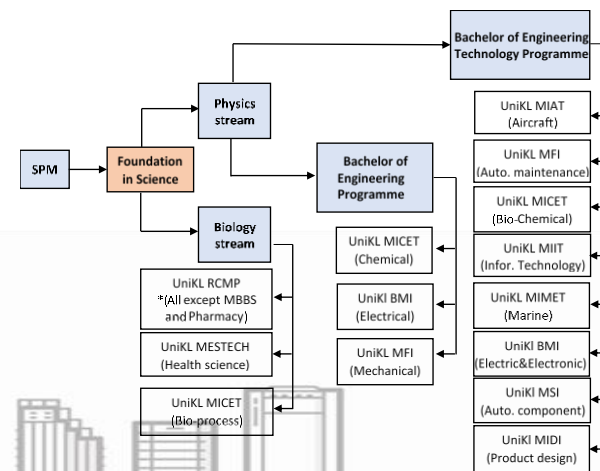 Bachelor of Engineering
Technology Programme
Physics
stream
UniKL MIAT
(Aircraft)
SPM
Foundation
in Science
Bachelor of
Engineering
Programme
UniKL MFI
(Auto. maintenance)
UniKL MICET
(Bio-Chemical)
Biology
stream
UniKL MICET
(Chemical)
UniKL MIIT
(Infor. Technology)
UniKL RCMP
*(All except MBBS
and Pharmacy)
UniKl BMI
(Electrical)
UniKL MIMET
(Marine)
UniKL MESTECH
(Health science)
UniKL MFI
(Mechanical)
UniKl BMI
(Electric&Electronic)
UniKL MICET
(Bio-process)
UniKl MSI
(Auto. component)
UniKl MIDI
(Product design)